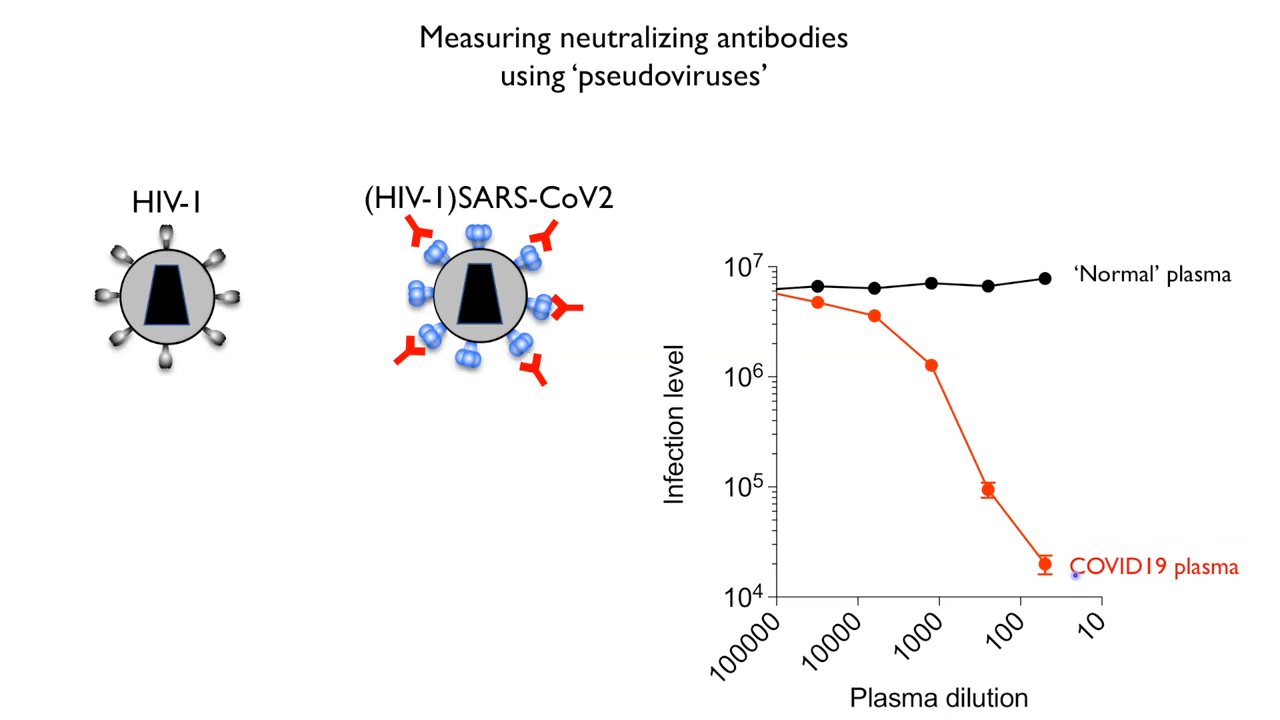 Measuring neutralizing antibodies
using ‘pseudoviruses’
HIV-1
(HIV-1)SARS-CoV2
Infection level
10⁷
10⁶
10⁵
10⁴
‘Normal’ plasma
COVID19 plasma
100000
10000
1000
100
10
Plasma dilution